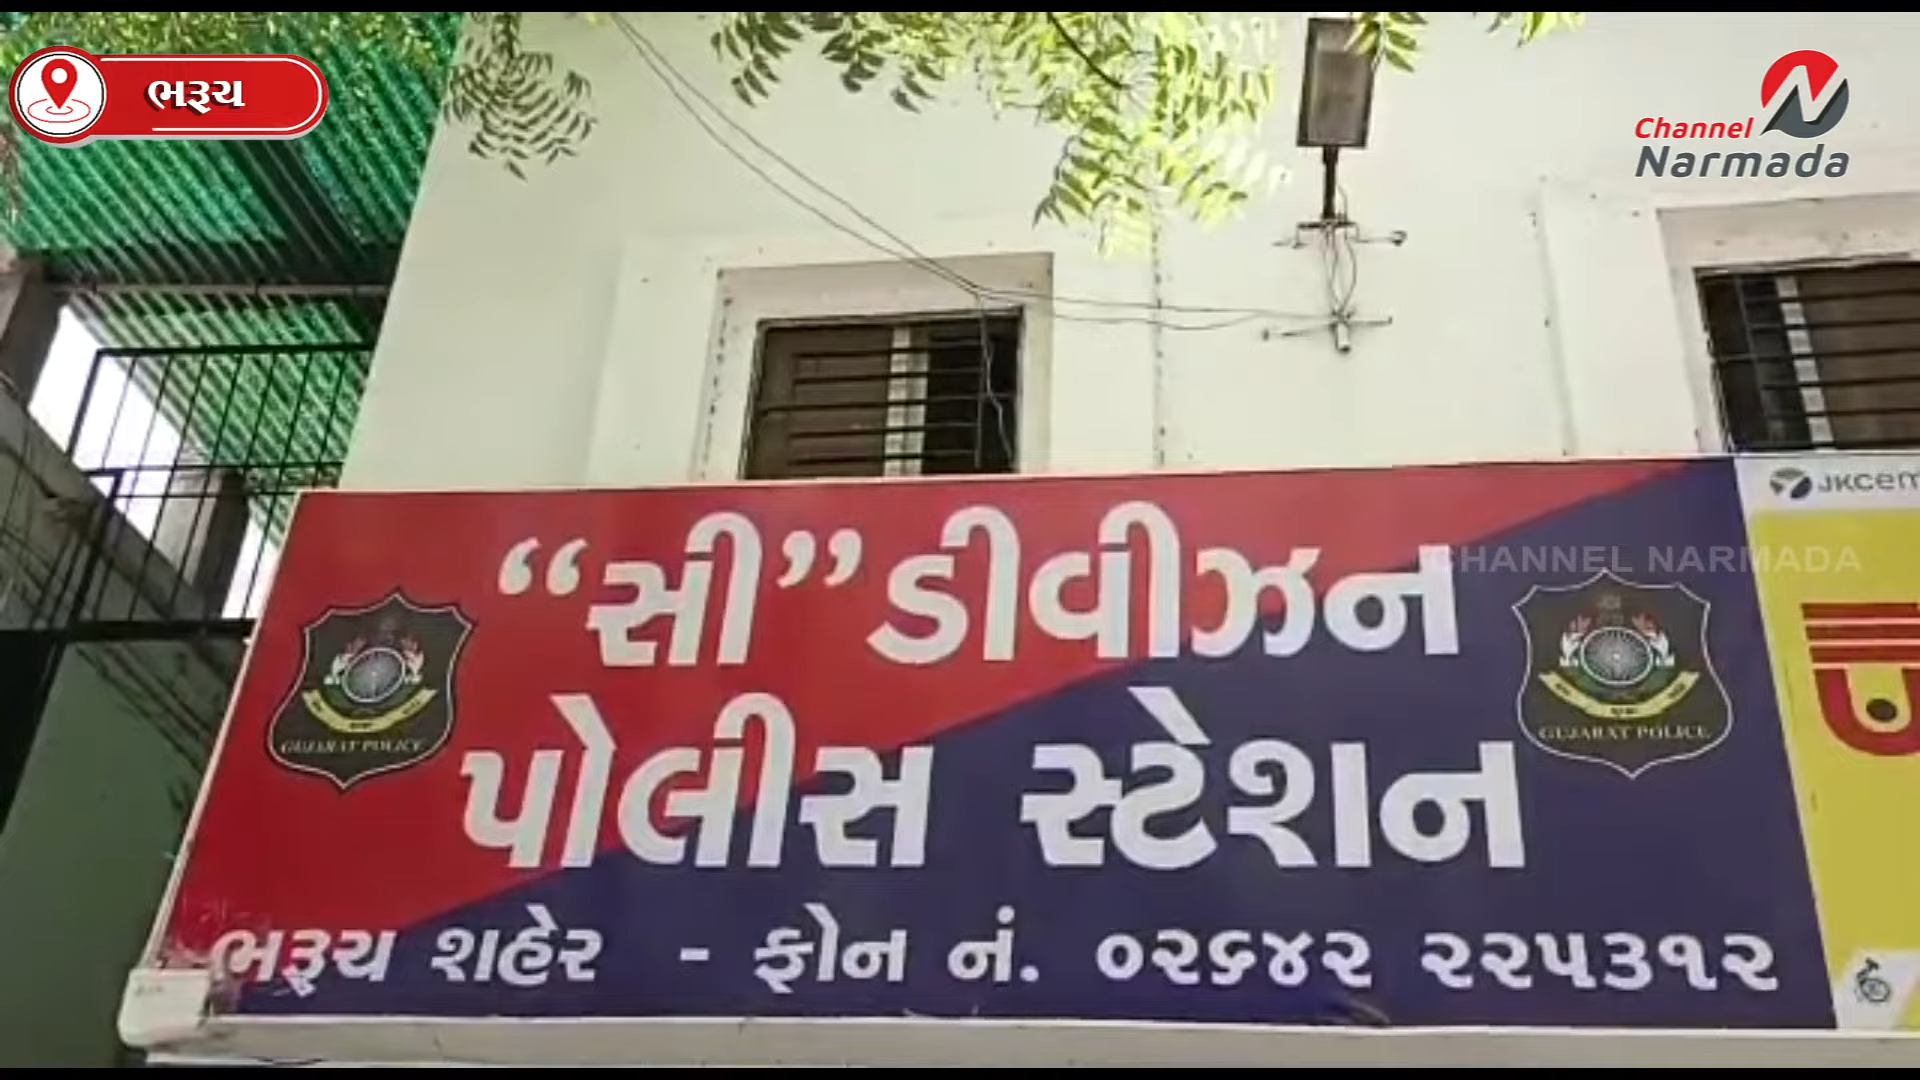 ભરૂચ
Channel
Narmada
JKcem
CHANNEL NARMADA
“સી” ડીવીઝન
પોલીસ સ્ટેશન
GUJARAT POLICE
GUJARAT POLICE
ભરૂચ શહેર - ફોન નં. ૦૨૬૪૨ ૨૨૫૩૧૨